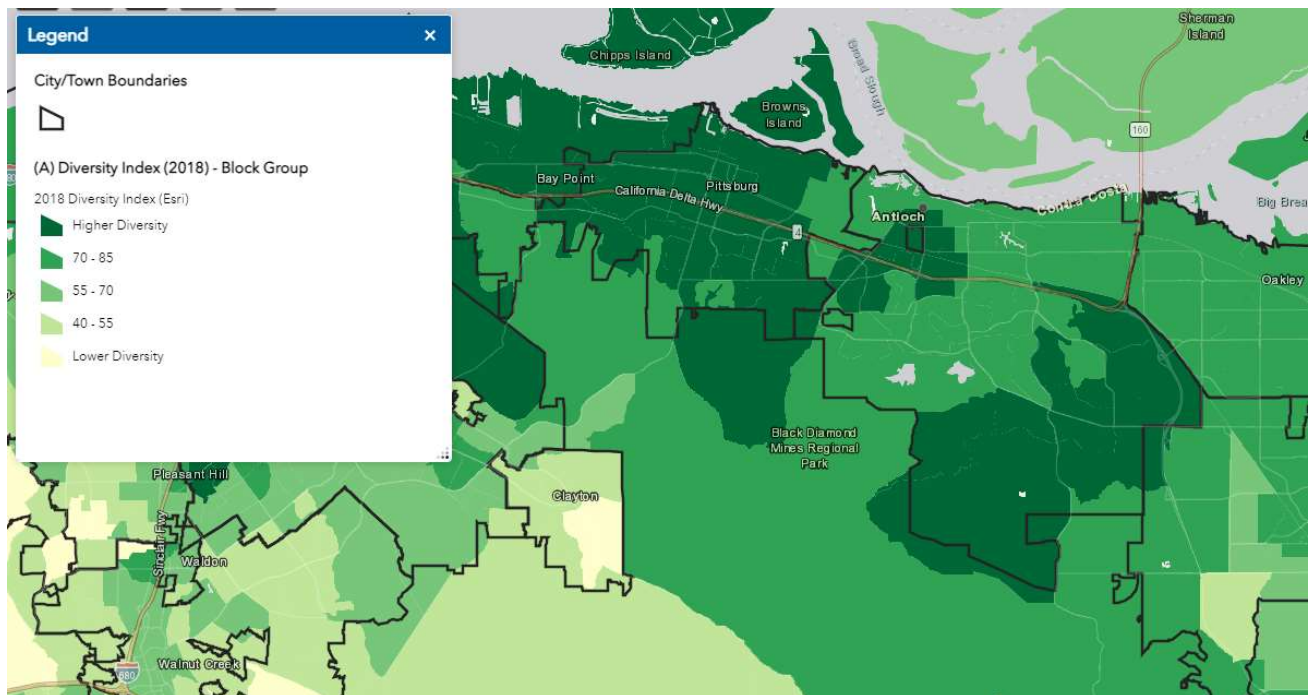 Legend
×
City/Town Boundaries
(A) Diversity Index (2018) - Block Group
2018 Diversity Index (Esri)
Higher Diversity
70 - 85
55 - 70
40 - 55
Lower Diversity
Sherman
Island
Chipps Island
Broad Slough
Browns
Island
160
Bay Point
Pittsburg
California Delta Hwy
Contra Costa
Big Brea
Antioch
4
Oakley
Black Diamond
Mines Regional
Park
Pleasant Hill
Clayton
Sinclair Fwy
Waldon
Walnut Creek
680